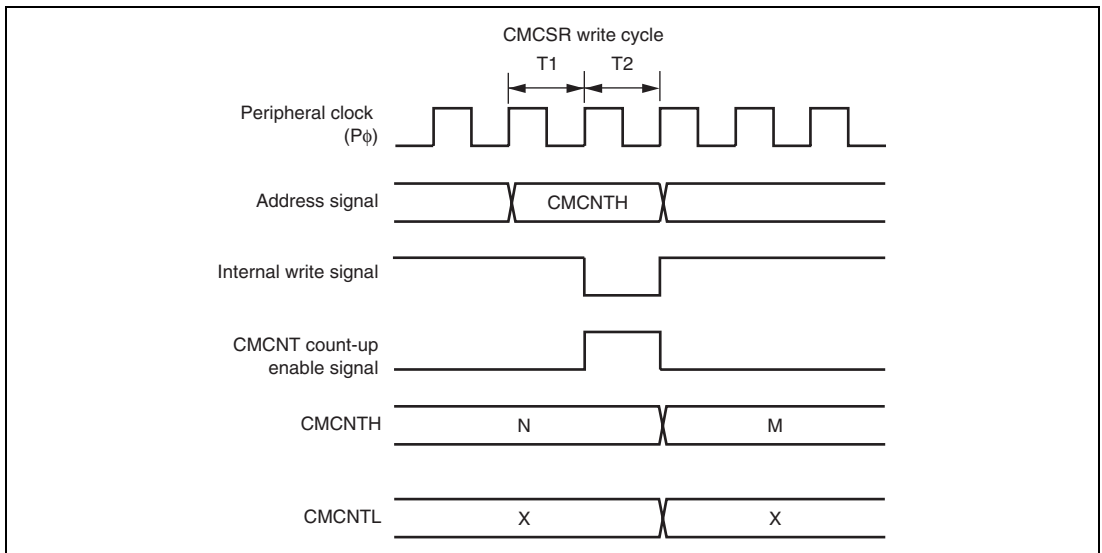 CMCSR write cycle
T1 T2
Peripheral clock
(Pϕ)
Address signal
CMCNTH
Internal write signal
CMCNT count-up
enable signal
CMCNTH
N M
CMCNTL
X X